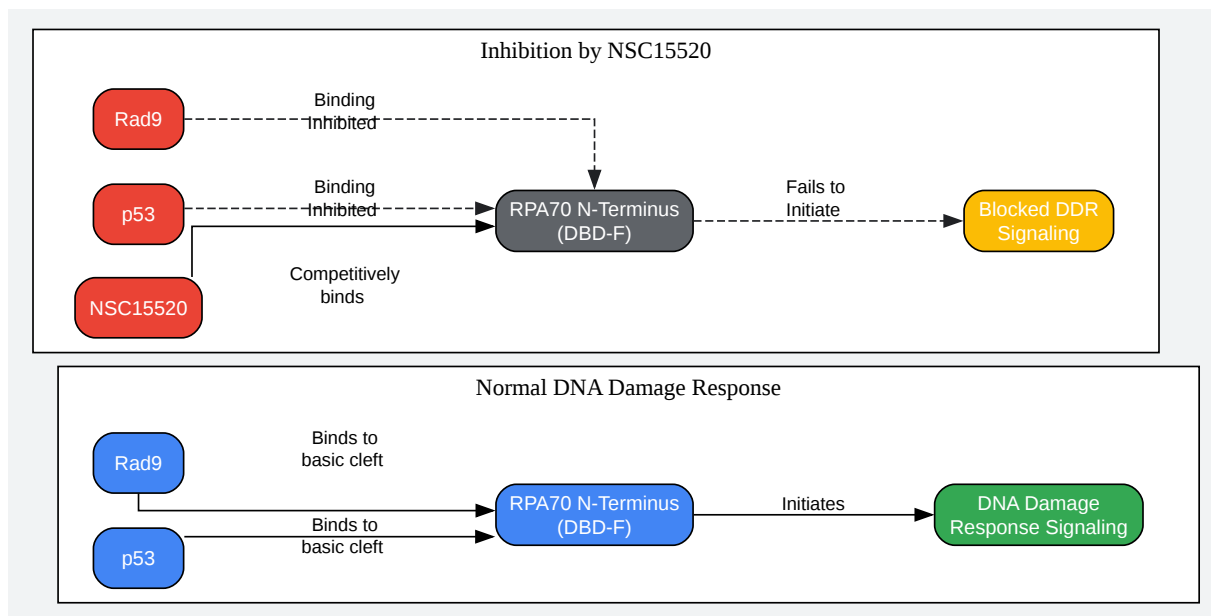 Inhibition by NSC15520
Rad9
Binding
Inhibited
p53
Binding
Inhibited
RPA70 N-Terminus
(DBD-F)
Fails to
Initiate
Blocked DDR
Signaling
NSC15520
Competitively
binds
Normal DNA Damage Response
Rad9
Binds to
basic cleft
p53
Binds to
basic cleft
RPA70 N-Terminus
(DBD-F)
Initiates
DNA Damage
Response Signaling